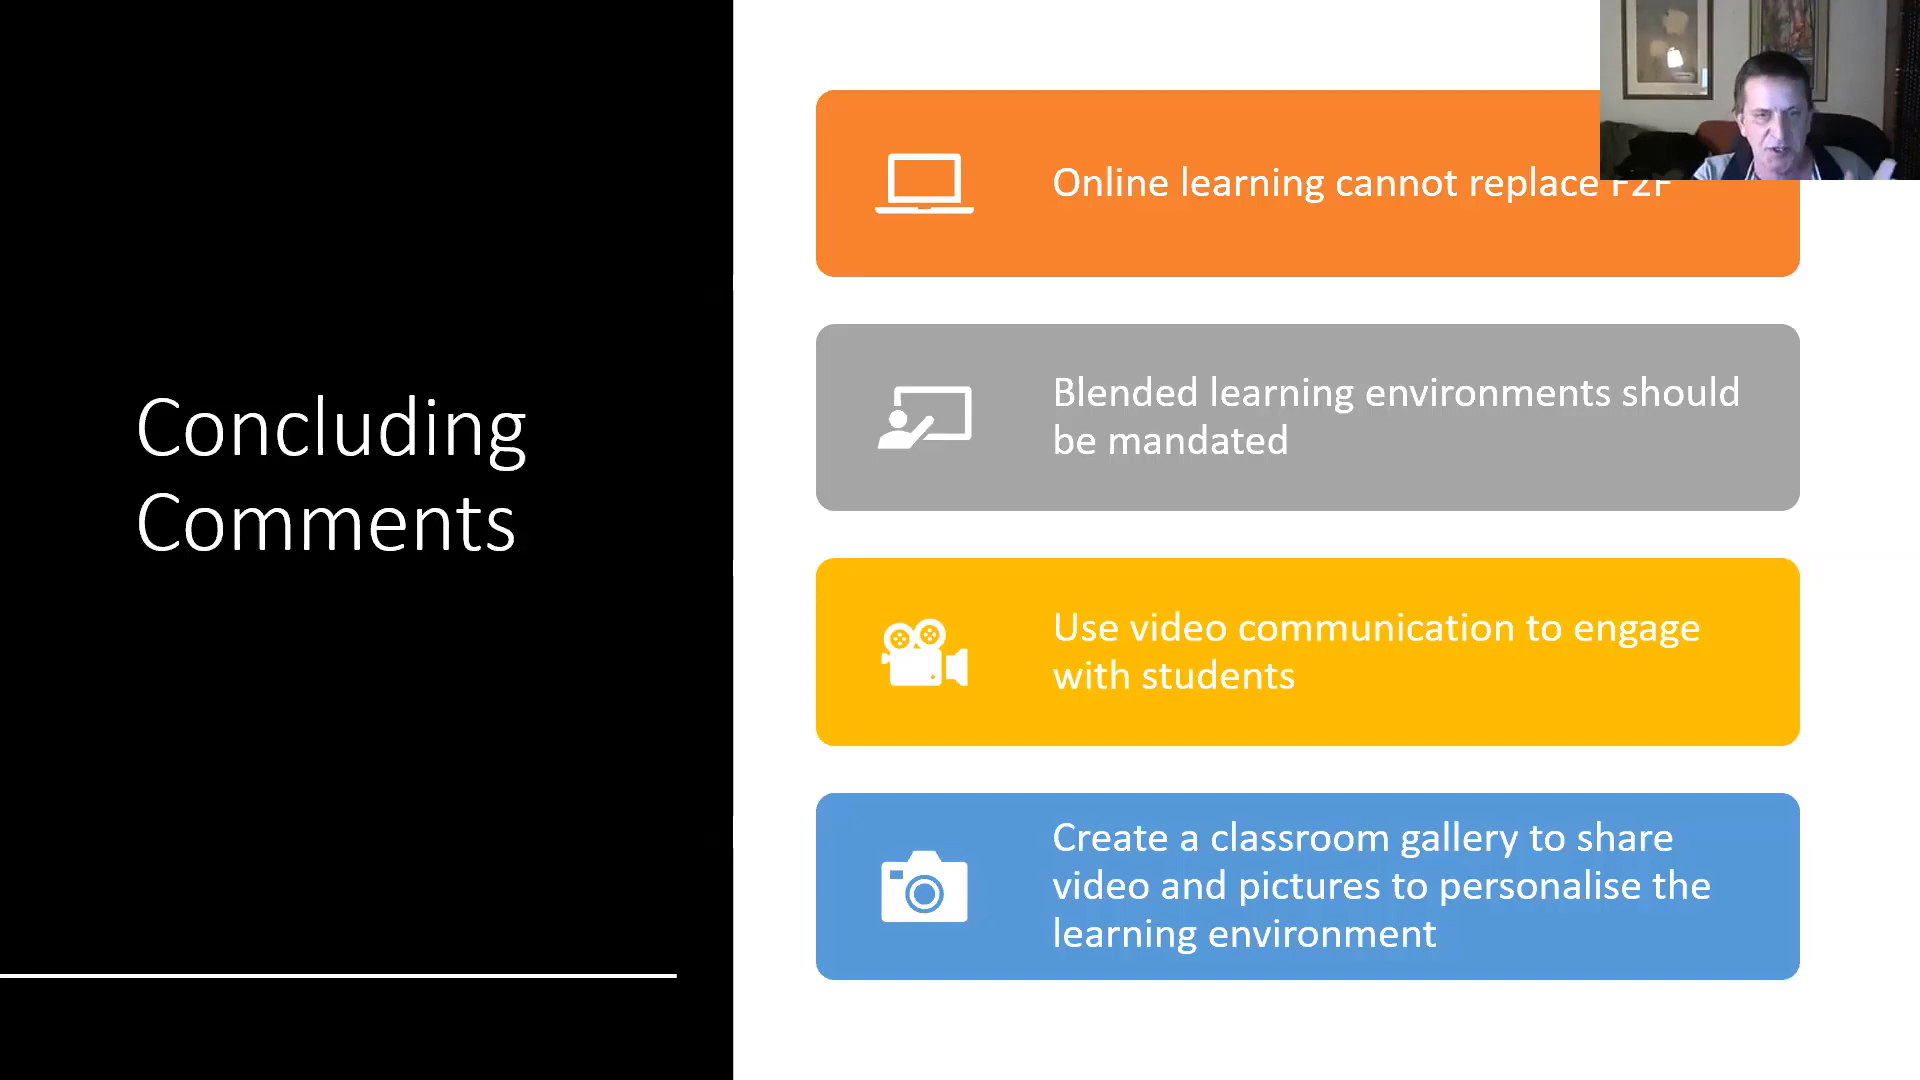 Concluding
Comments
Online learning cannot replace F2F
Blended learning environments should
be mandated
Use video communication to engage
with students
Create a classroom gallery to share
video and pictures to personalise the
learning environment